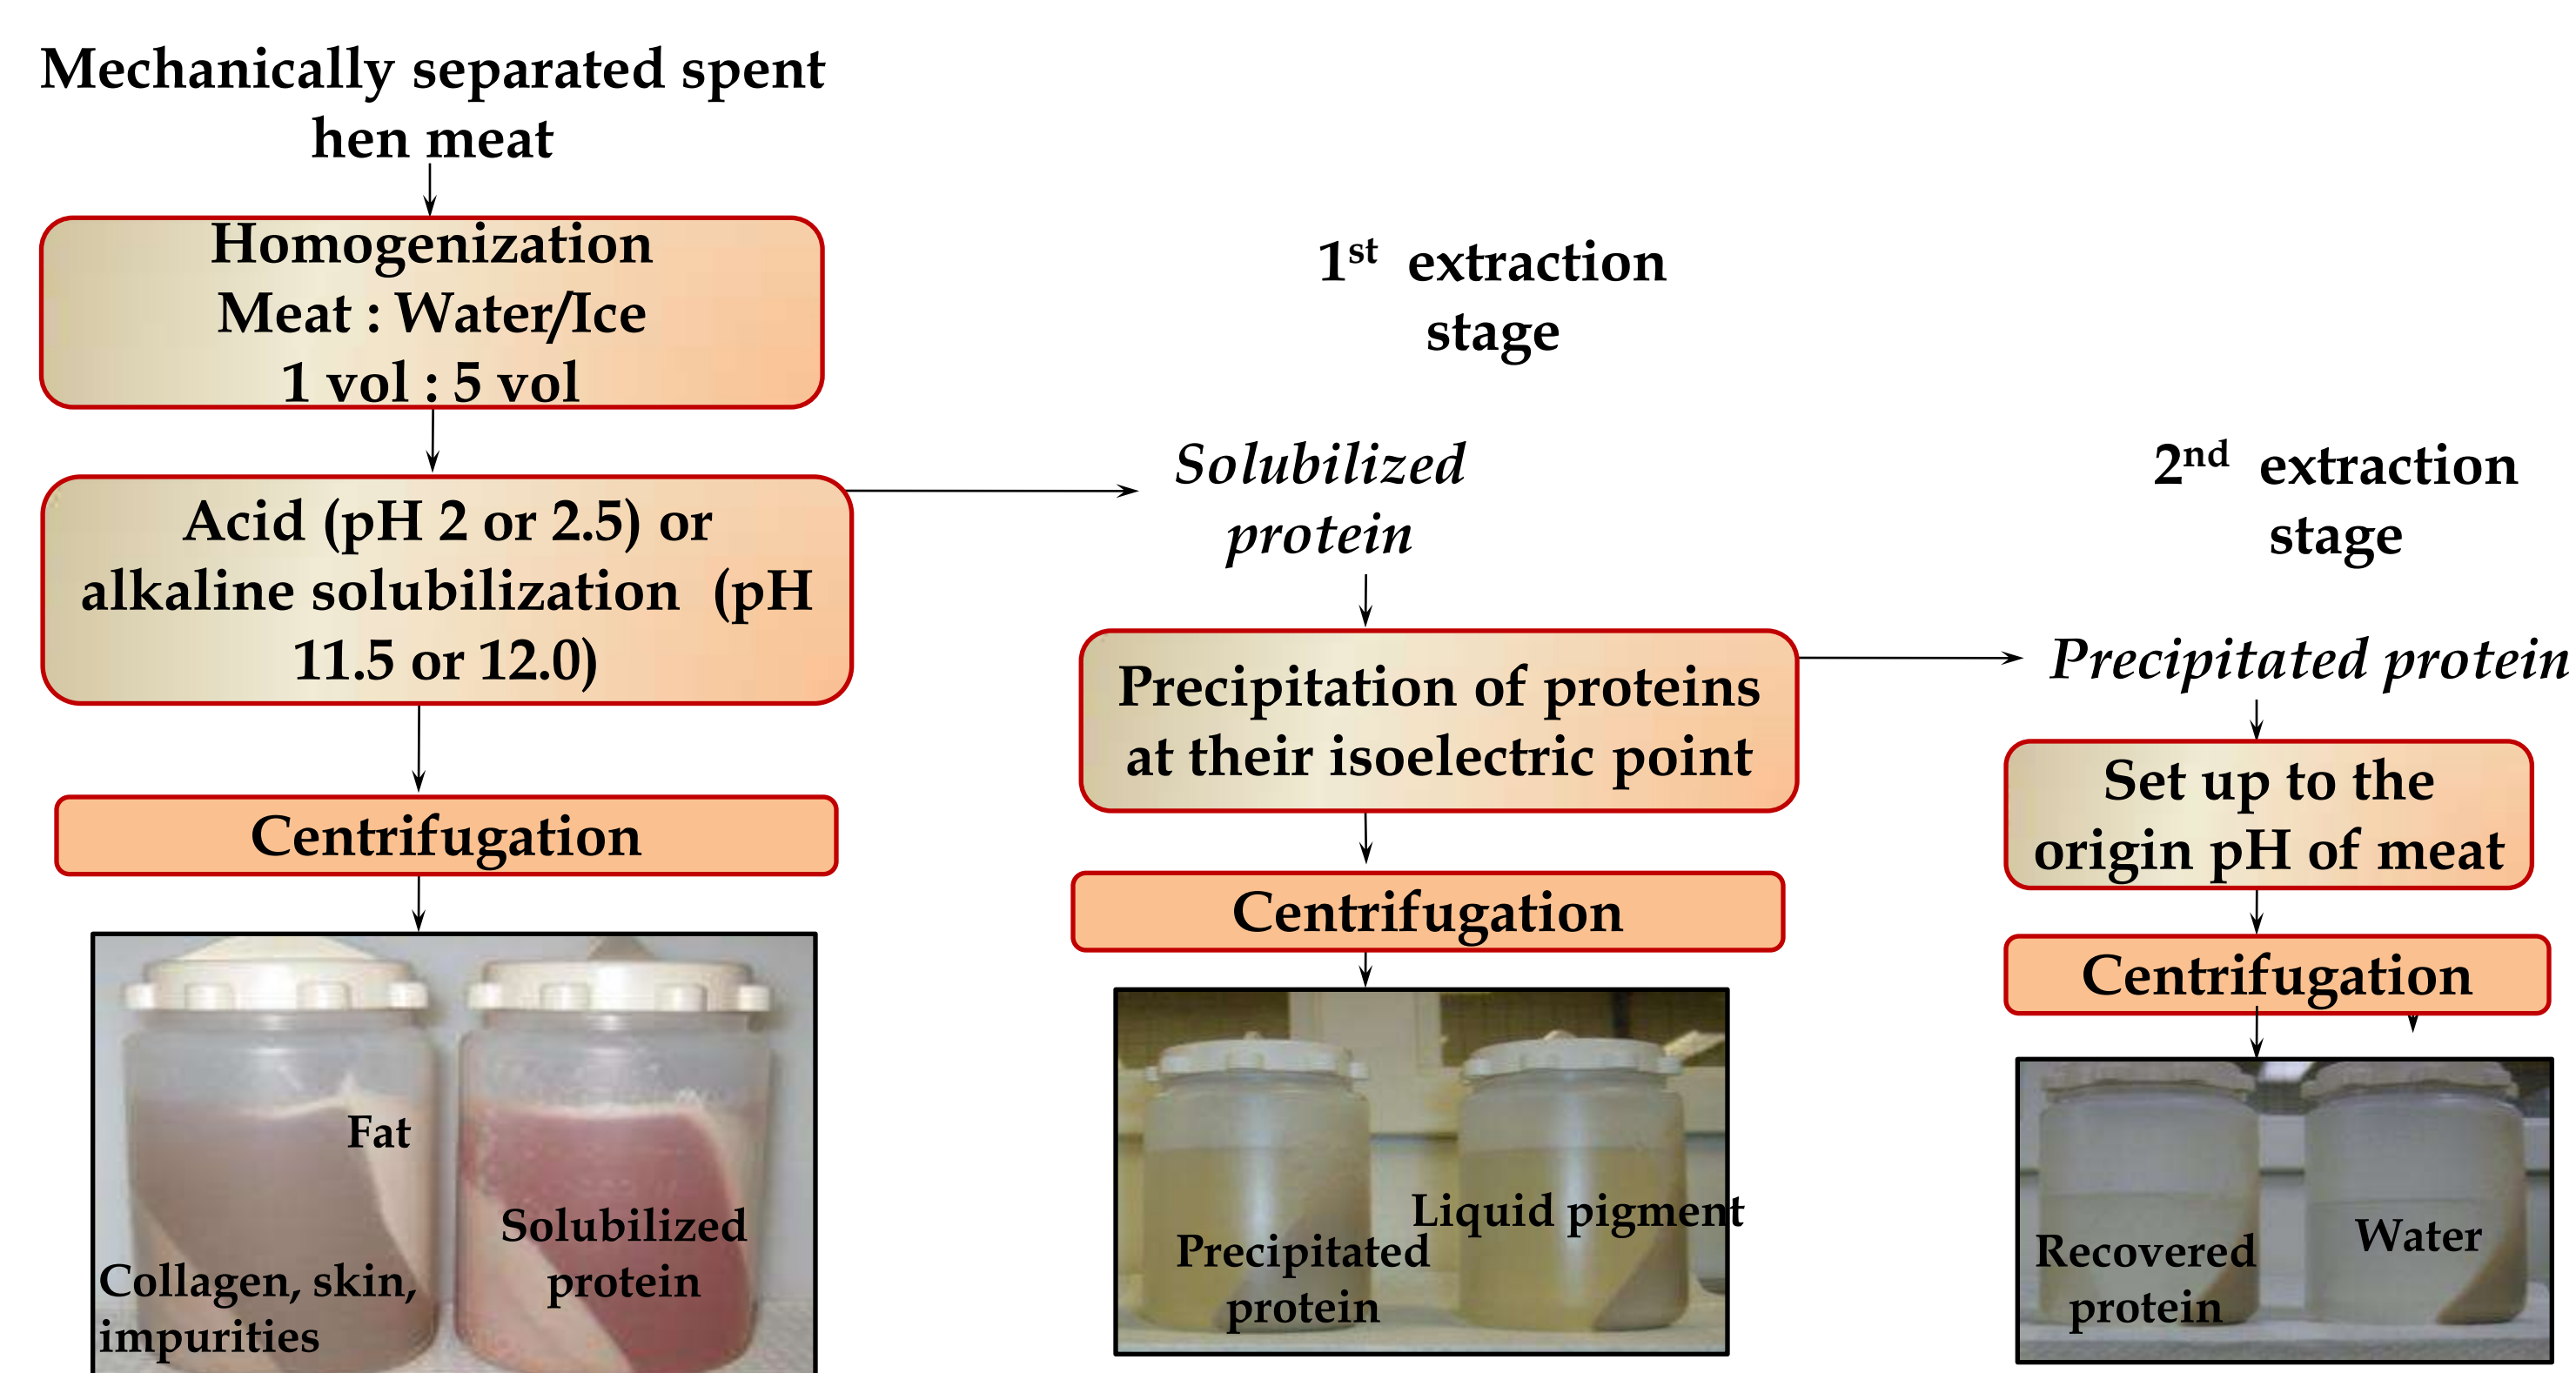 Mechanically separated spent
hen meat
Homogenization
Meat : Water/Ice
1 vol : 5 vol
Acid (pH 2 or 2.5) or
alkaline solubilization (pH
11.5 or 12.0)
Centrifugation
Fat
Collagen, skin,
impurities
Solubilized
protein
1st extraction
stage
Solubilized
protein
Precipitation of proteins
at their isoelectric point
Centrifugation
Precipitated
protein
Liquid pigment
2nd extraction
stage
Precipitated protein
Set up to the
origin pH of meat
Centrifugation
Recovered
protein
Water